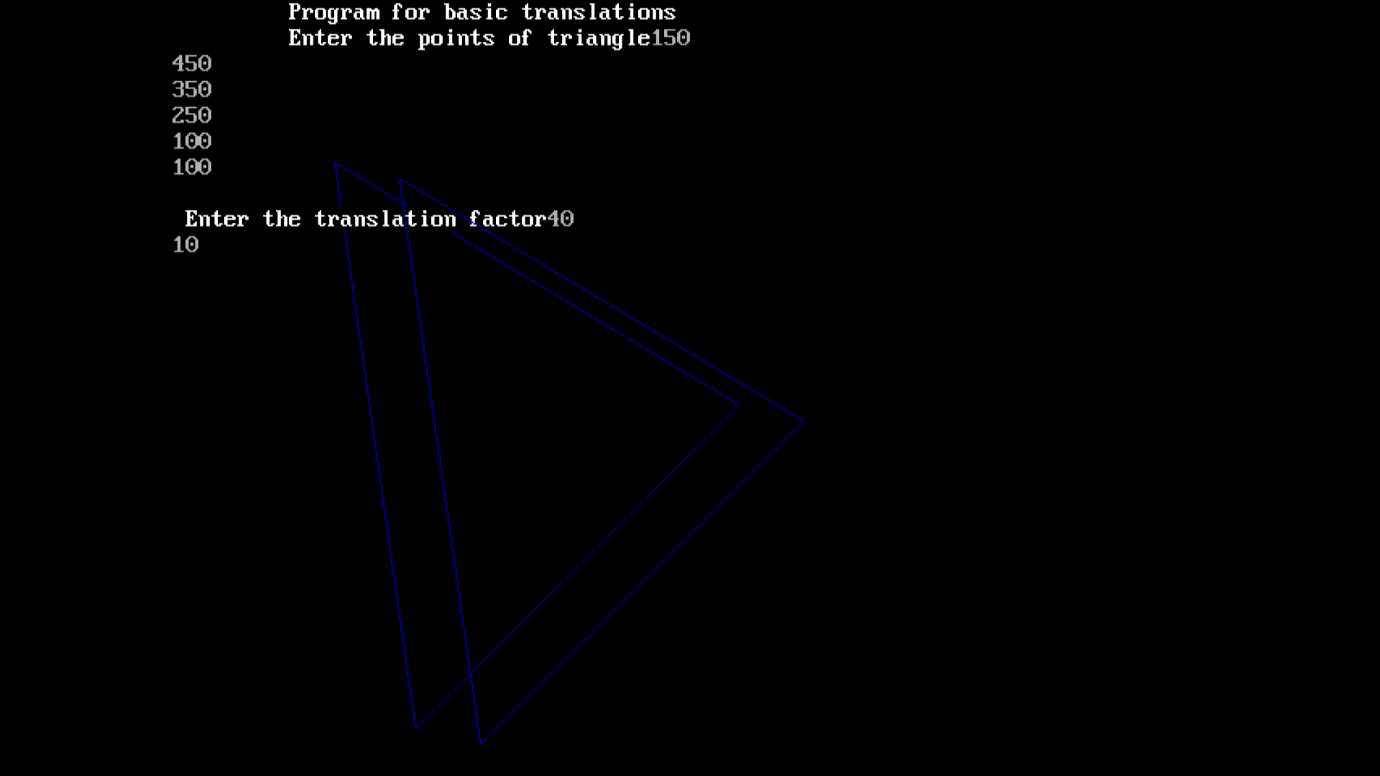 Program for basic translations
Enter the points of triangle150
450
350
250
100
100
Enter the translation factor40
10